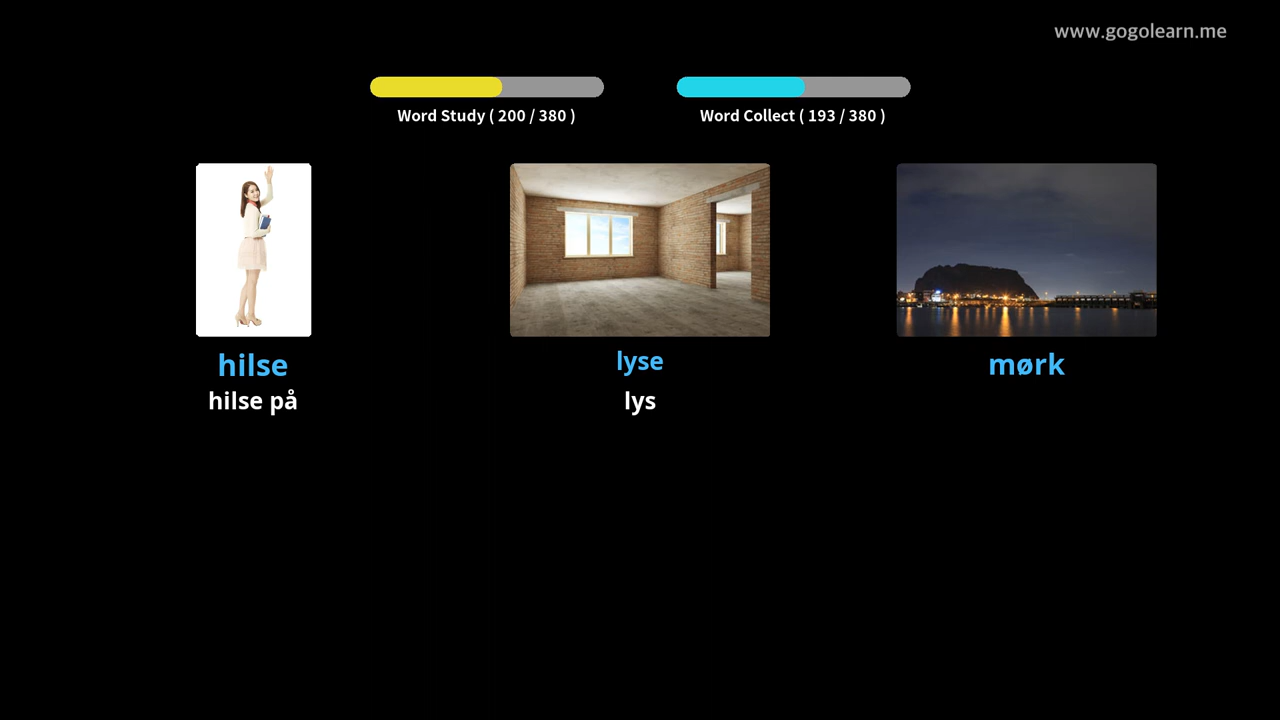 www.gogolearn.me
Word Study ( 200 / 380 )
Word Collect ( 193 / 380 )
hilse
hilse på
lyse
lys
mørk